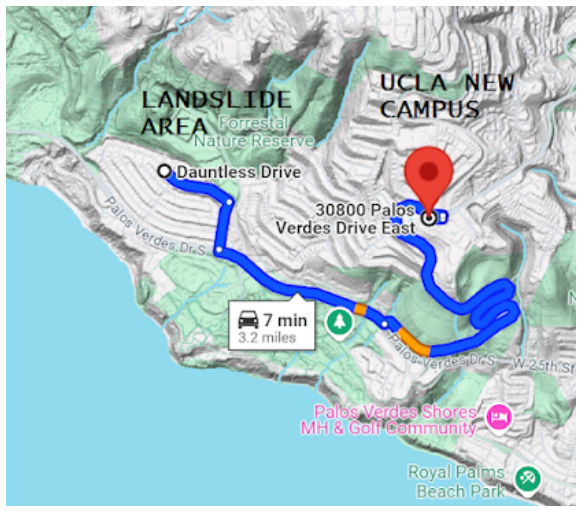 LANDSLIDE
AREA
UCLA NEW
CAMPUS
Forrestal
Nature Reserve
Dauntless Drive
30800 Palos
Verdes Drive East
Palos Verdes Dr S
7 min
3.2 miles
Palos Verdes Dr S
W 25th St
Palos Verdes Shores
MH & Golf Community
Royal Palms
Beach Park